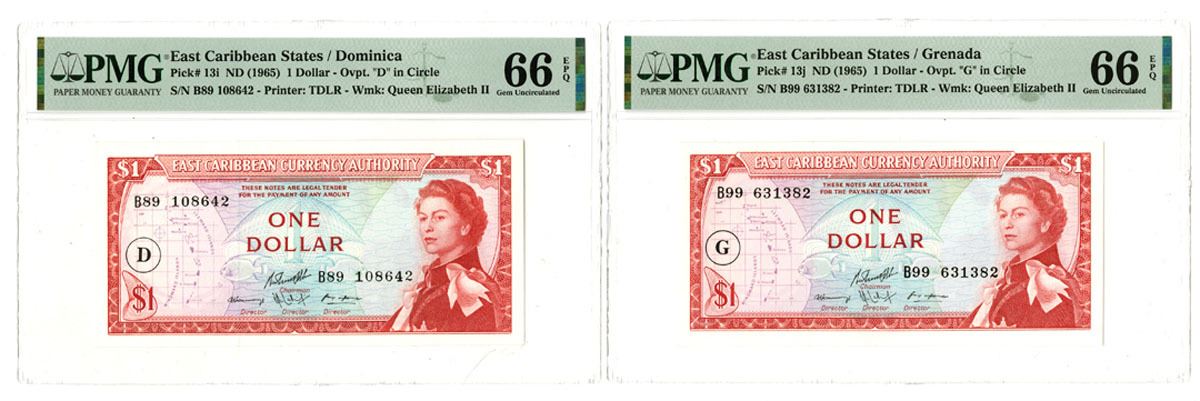 PMG
PAPER MONEY GUARANTY
East Caribbean States / Dominica
Pick# 13i ND (1965) 1 Dollar - Ovpt. "D" in Circle
S/N B89 108642 - Printer: TDLR - Wmk: Queen Elizabeth II
66 EPQ
Gem Uncirculated
$1 EAST CARIBBEAN CURRENCY AUTHORITY $1
THESE NOTES ARE LEGAL TENDER
FOR THE PAYMENT OF ANY AMOUNT
B89 108642
ONE
DOLLAR
D
B89 108642
Chairman
$1
Director Director Director
PMG
PAPER MONEY GUARANTY
East Caribbean States / Grenada
Pick# 13j ND (1965) 1 Dollar - Ovpt. "G" in Circle
S/N B99 631382 - Printer: TDLR - Wmk: Queen Elizabeth II
66 EPQ
Gem Uncirculated
$1 EAST CARIBBEAN CURRENCY AUTHORITY $1
THESE NOTES ARE LEGAL TENDER
FOR THE PAYMENT OF ANY AMOUNT
B99 631382
ONE
DOLLAR
G
B99 631382
Chairman
$1
Director Director Director